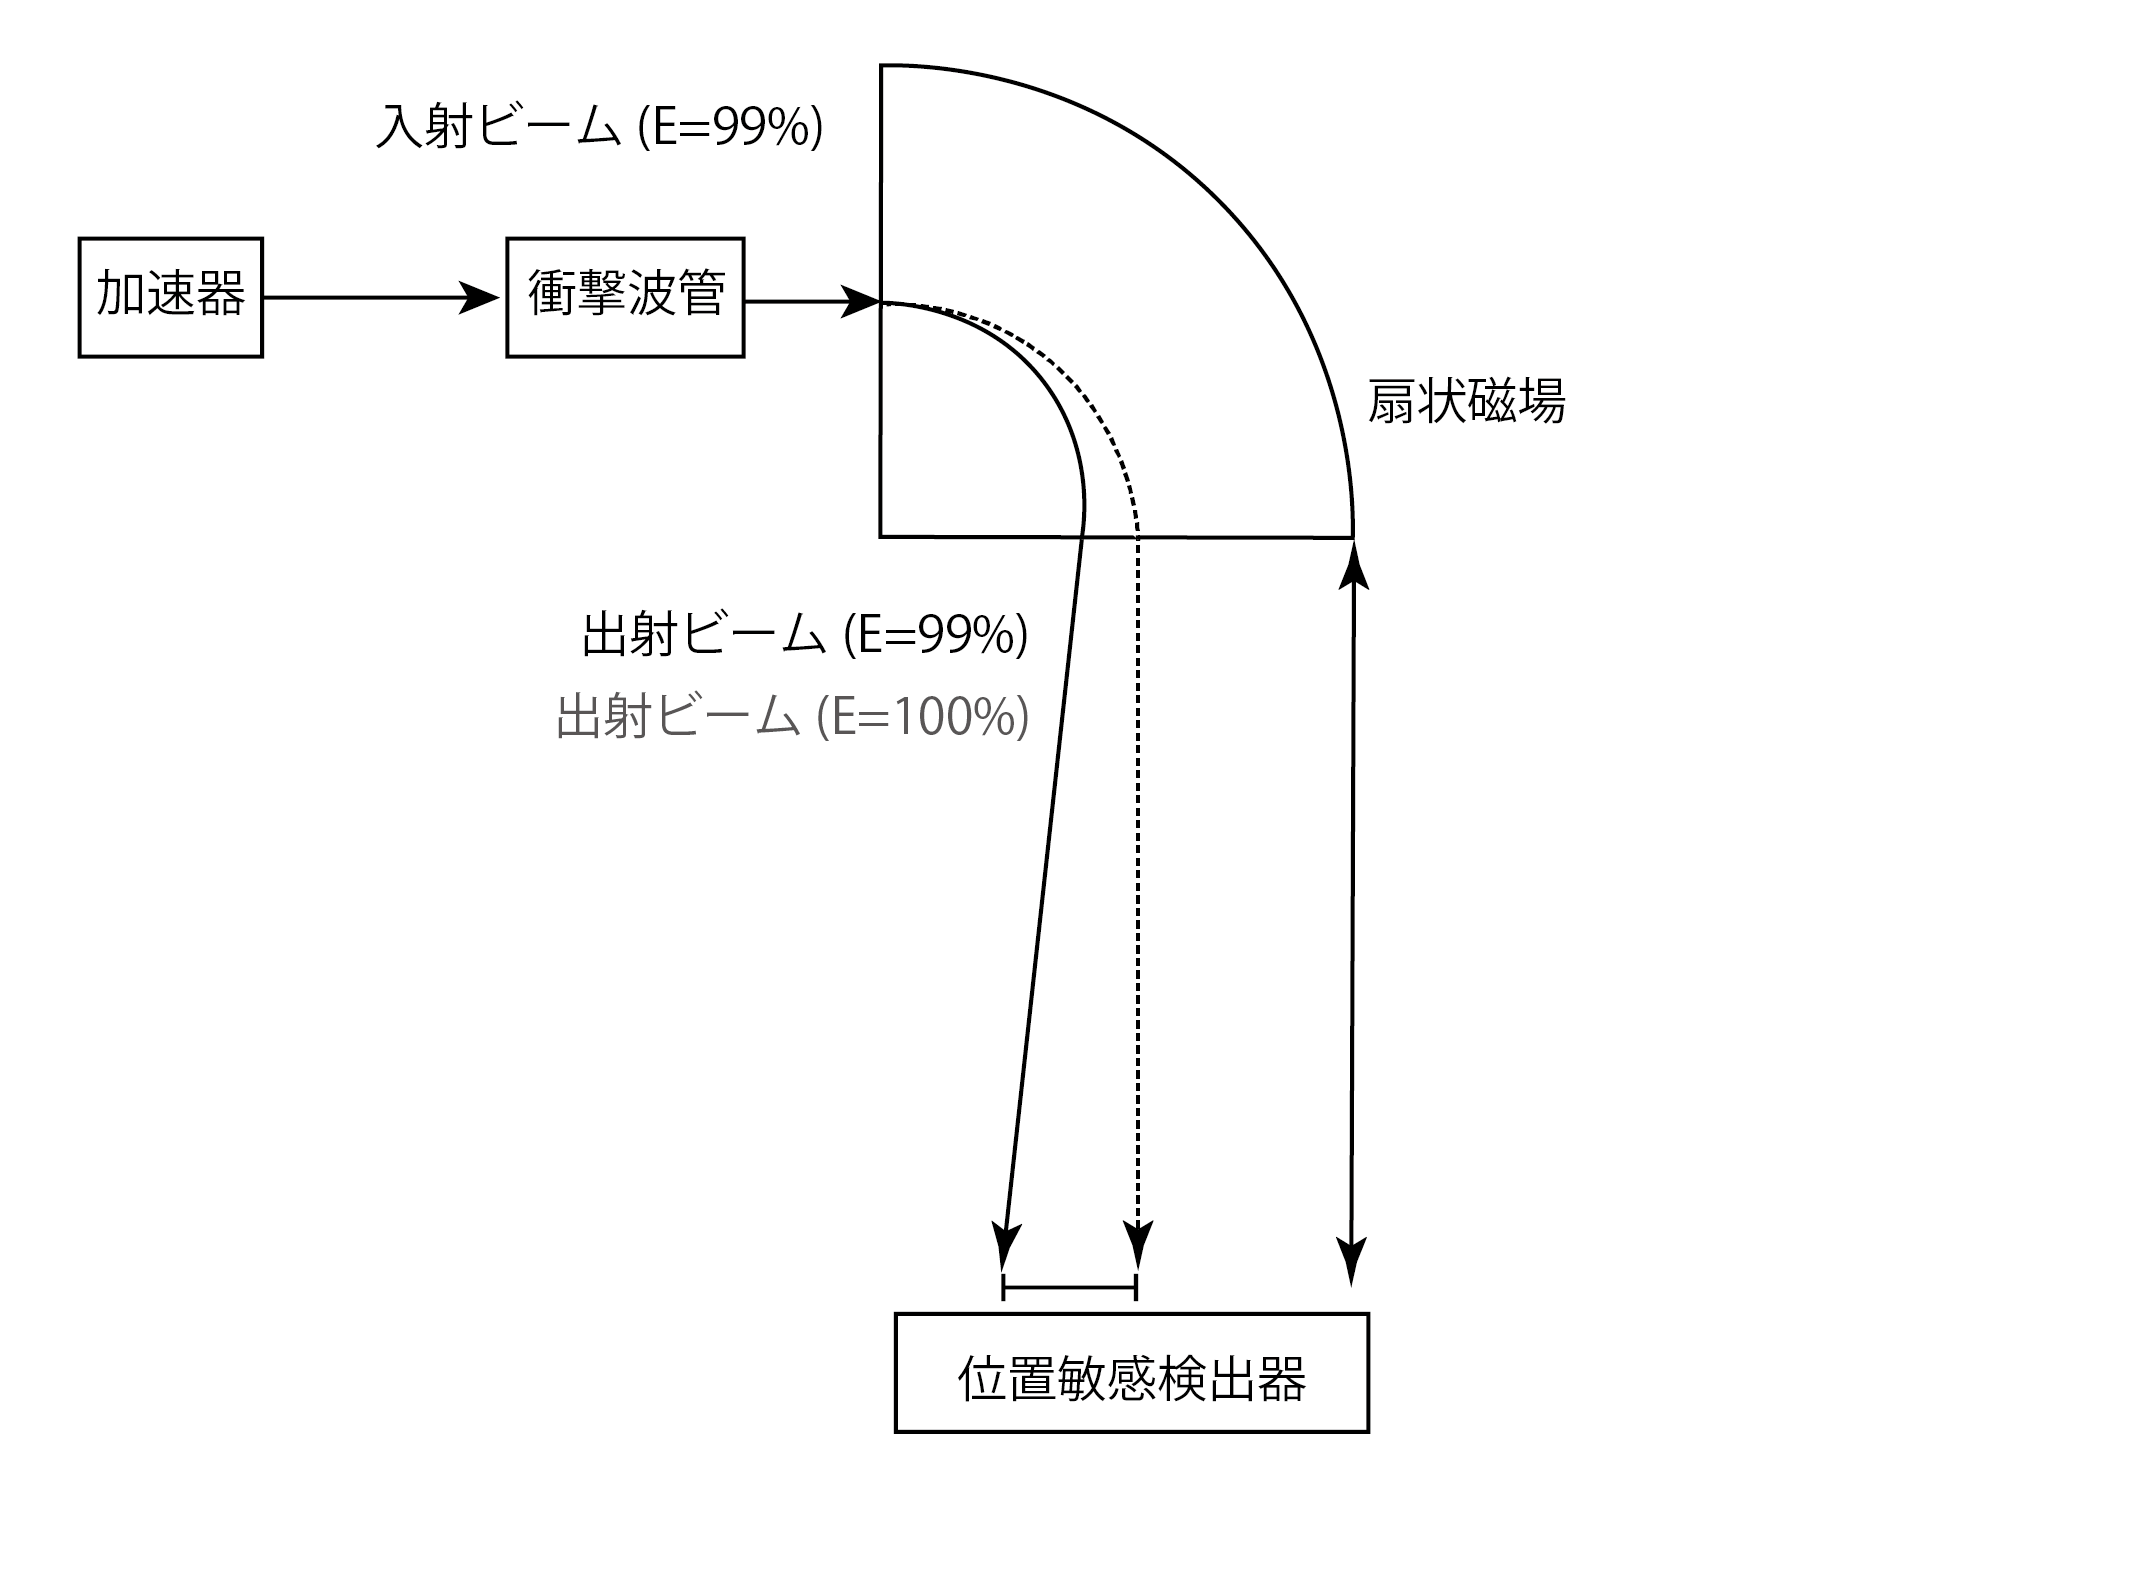 入射ビーム (E=99%)
加速器
衝撃波管
扇状磁場
出射ビーム (E=99%)
出射ビーム (E=100%)
位置敏感検出器